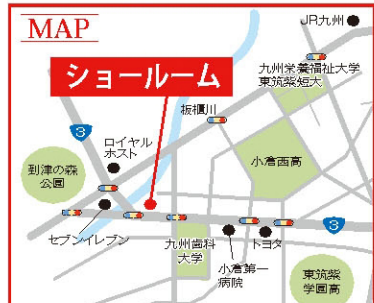 MAP
JR九州
ショールーム
九州栄養福祉大学
東筑紫短大
板櫃川
3
ロイヤル
ホスト
小倉西高
到津の森
公園
セブンイレブン
九州歯科
大学
小倉第一
病院
トヨタ
3
東筑紫
学園高